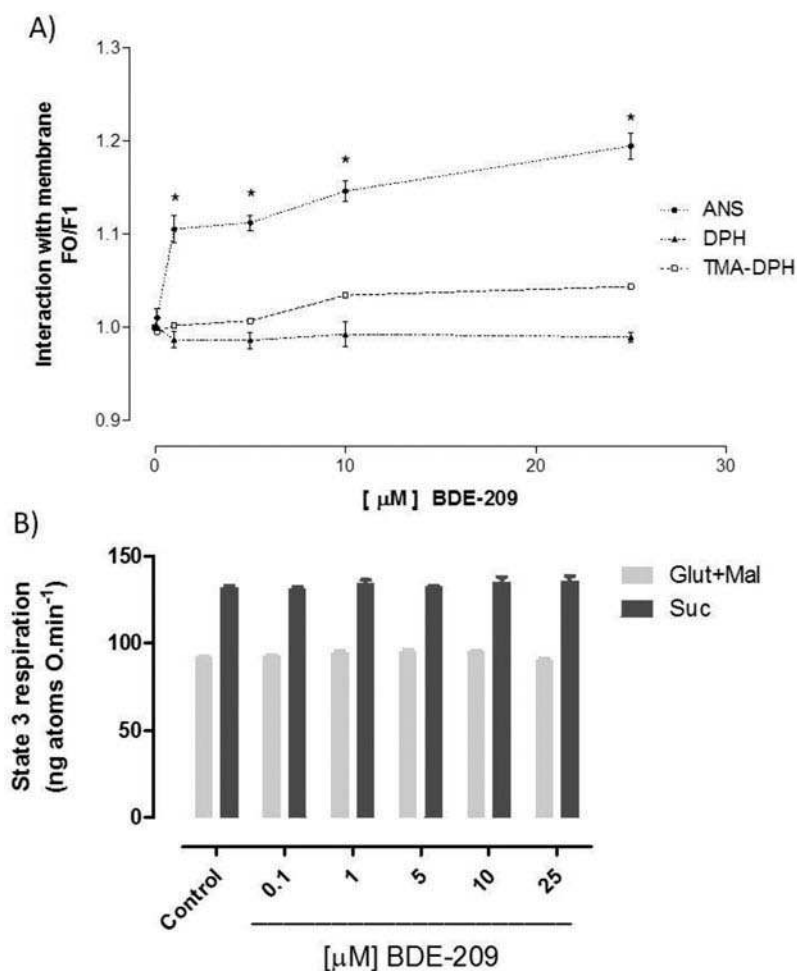 A)
1.3
1.2
1.1
1.0
0.9
Interaction with membrane
FO/F1
*
*
*
*
ANS
DPH
TMA-DPH
0
10
20
30
[ μM ] BDE-209
B)
150
100
50
0
State 3 respiration
(ng atoms O.min⁻¹)
Glut+Mal
Suc
Control
0.1
1
5
10
25
[μM] BDE-209